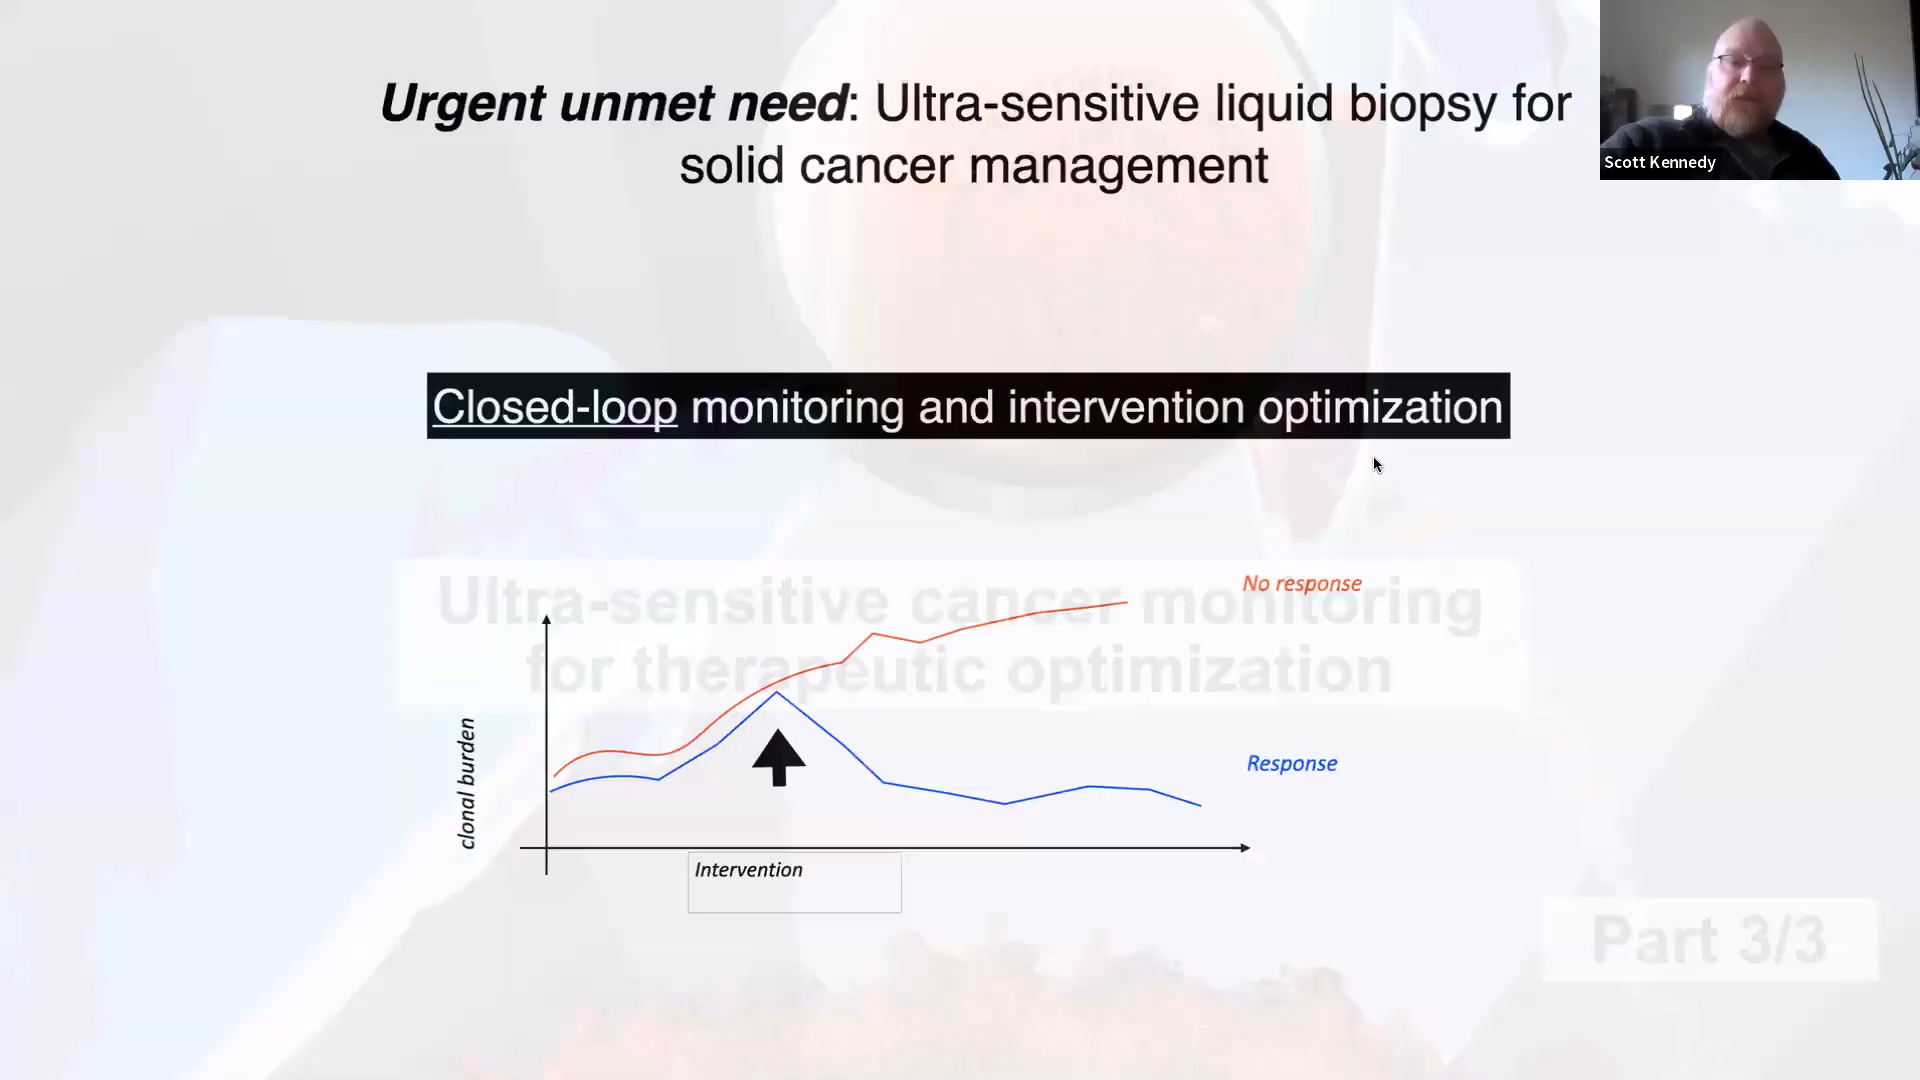 Urgent unmet need: Ultra-sensitive liquid biopsy for
solid cancer management
Scott Kennedy
Closed-loop monitoring and intervention optimization
Ultra-sensitive cancer monitoring
for therapeutic optimization
No response
Response
clonal burden
Intervention
Part 3/3